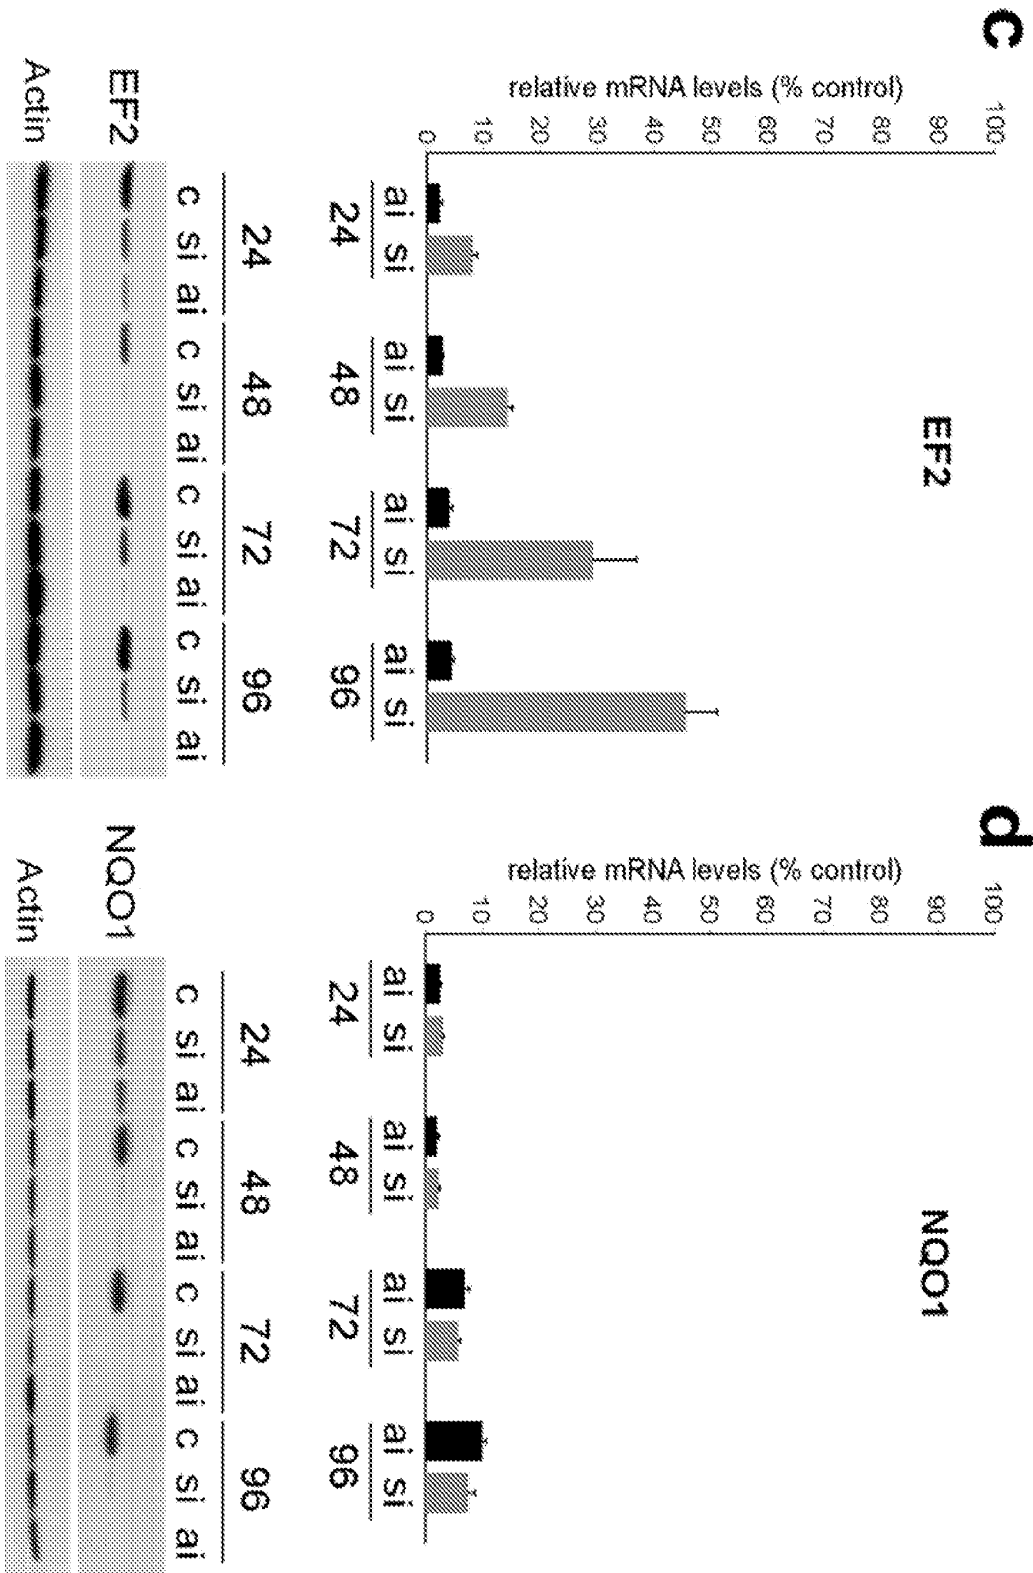 c
EF2
relative mRNA levels (% control)
100
90
80
70
60
50
40
30
20
10
0
ai si ai si ai si ai si
24 48 72 96
24 48 72 96
c si ai c si ai c si ai c si ai
EF2
Actin
d
NQO1
relative mRNA levels (% control)
100
90
80
70
60
50
40
30
20
10
0
ai si ai si ai si ai si
24 48 72 96
24 48 72 96
c si ai c si ai c si ai c si ai
NQO1
Actin